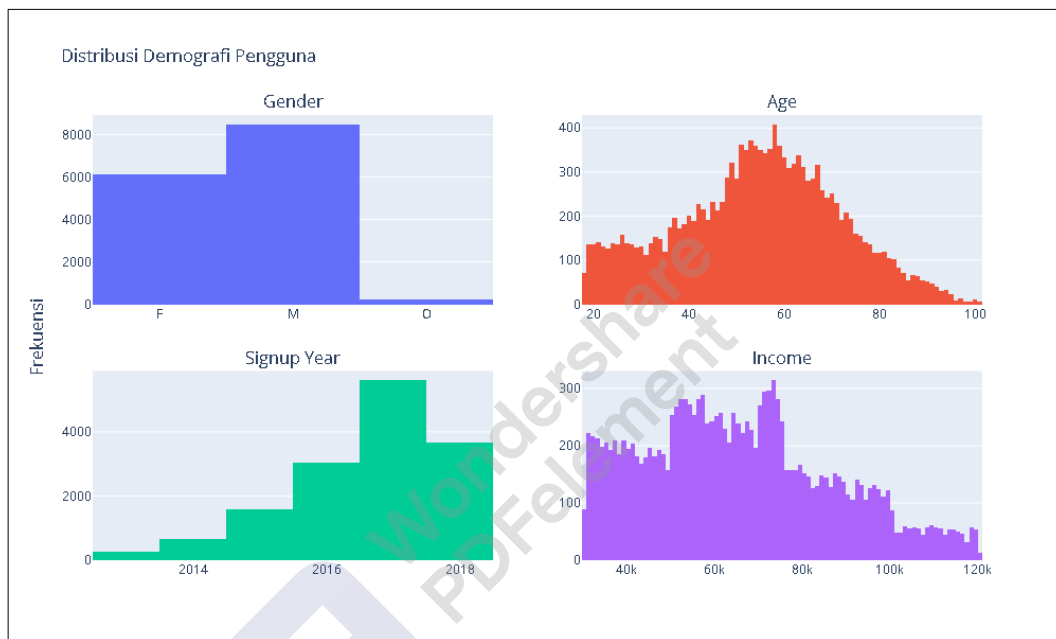 Distribusi Demografi Pengguna
Gender
8000
6000
4000
2000
0
F M O
Age
400
300
200
100
0
20 40 60 80 100
Frekuensi
Signup Year
4000
2000
0
2014 2016 2018
Income
300
200
100
0
40k 60k 80k 100k 120k
Wondershare
PDFelement